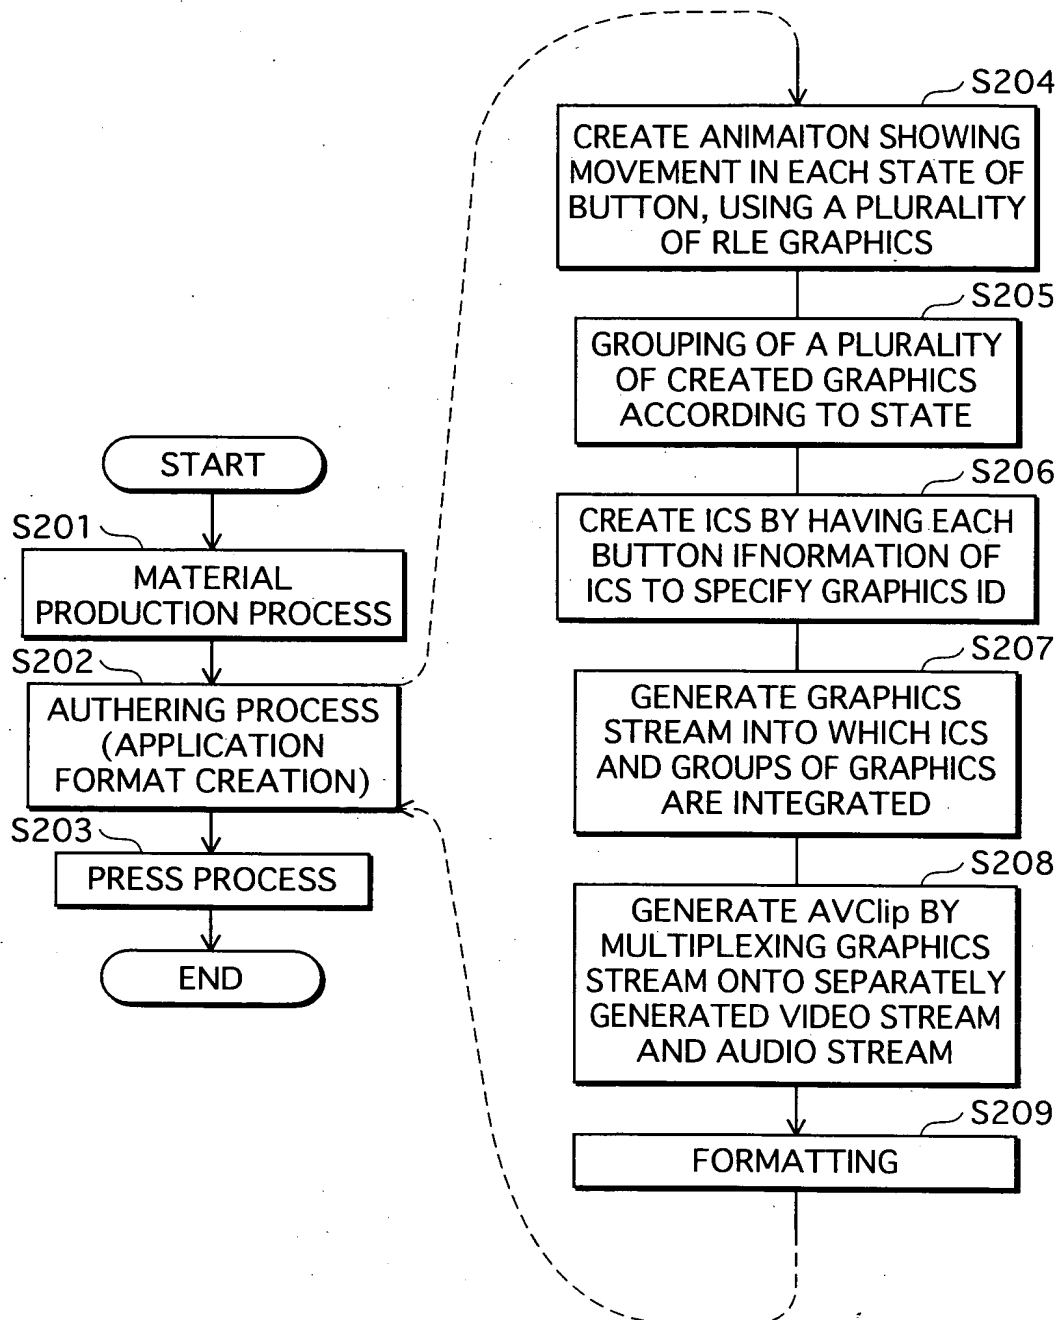 START
S201
MATERIAL
PRODUCTION PROCESS
S202
AUTHERING PROCESS
(APPLICATION
FORMAT CREATION)
S203
PRESS PROCESS
END
S204
CREATE ANIMAITON SHOWING
MOVEMENT IN EACH STATE OF
BUTTON, USING A PLURALITY
OF RLE GRAPHICS
S205
GROUPING OF A PLURALITY
OF CREATED GRAPHICS
ACCORDING TO STATE
S206
CREATE ICS BY HAVING EACH
BUTTON IFNORMATION OF
ICS TO SPECIFY GRAPHICS ID
S207
GENERATE GRAPHICS
STREAM INTO WHICH ICS
AND GROUPS OF GRAPHICS
ARE INTEGRATED
S208
GENERATE AVClip BY
MULTIPLEXING GRAPHICS
STREAM ONTO SEPARATELY
GENERATED VIDEO STREAM
AND AUDIO STREAM
S209
FORMATTING